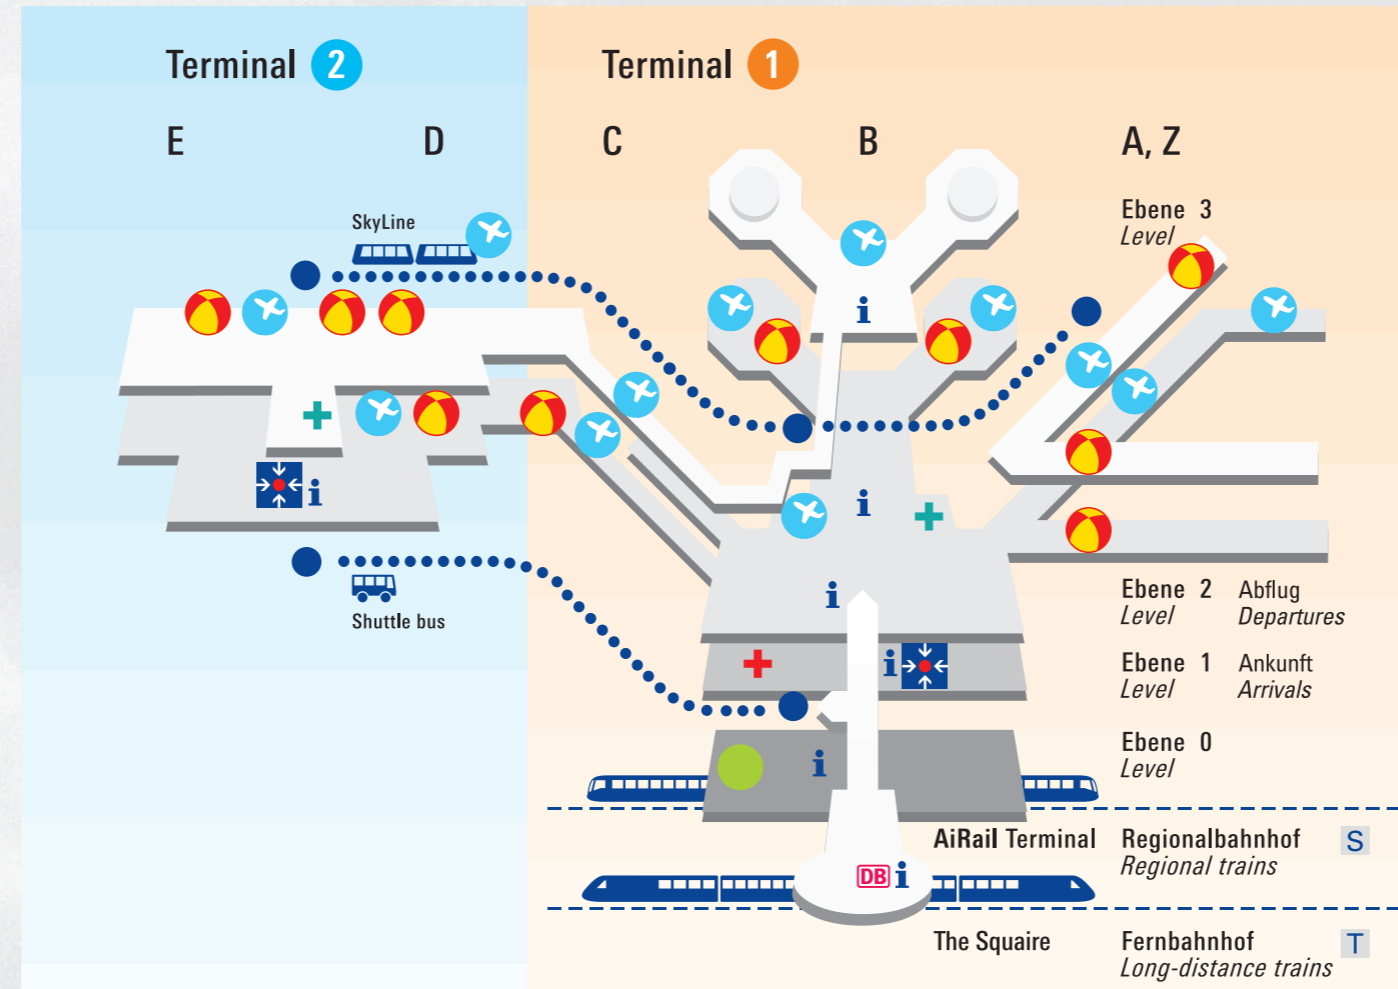 Terminal 2
Terminal 1
E
D
C
B
A, Z
SkyLine
Ebene 3
Level
i
i
i
i
Shuttle bus
i
Ebene 2 Abflug
Level Departures
i
Ebene 1 Ankunft
Level Arrivals
i
Ebene 0
Level
AiRail Terminal
Regionalbahnhof S
Regional trains
DB i
The Squaire
Fernbahnhof T
Long-distance trains